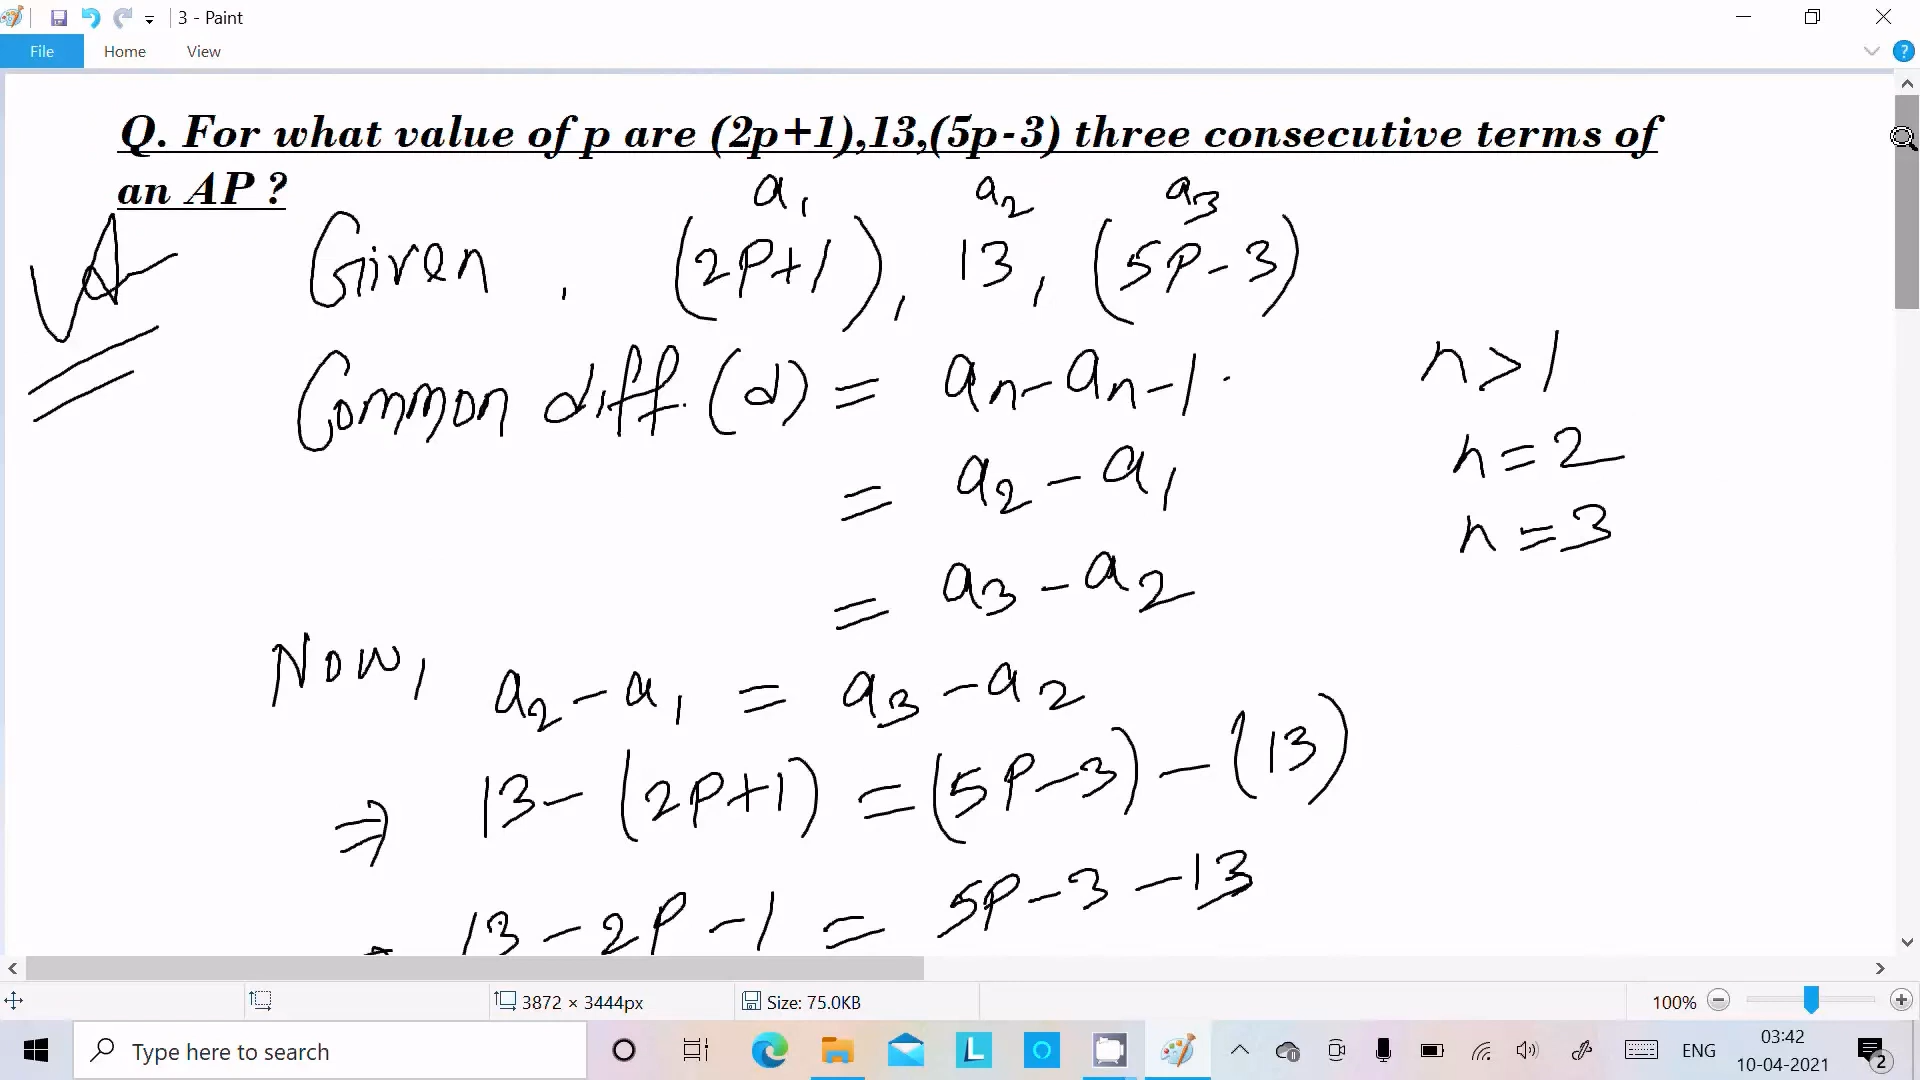 3 - Paint
File Home View
Q. For what value of p are (2p+1),13,(5p-3) three consecutive terms of
an AP ?
a1 a2 a3
Given , (2P+1), 13, (5P-3)
Common diff. (d) = an - an-1 . n>1
= a2 - a1 n=2
= a3 - a2 n=3
Now, a2 - a1 = a3 - a2
⇒ 13 - (2P+1) = (5P-3) - (13)
13 - 2P - 1 = 5P - 3 - 13
3872 × 3444px Size: 75.0KB 100%
Type here to search
L
ENG
03:42
10-04-2021
2